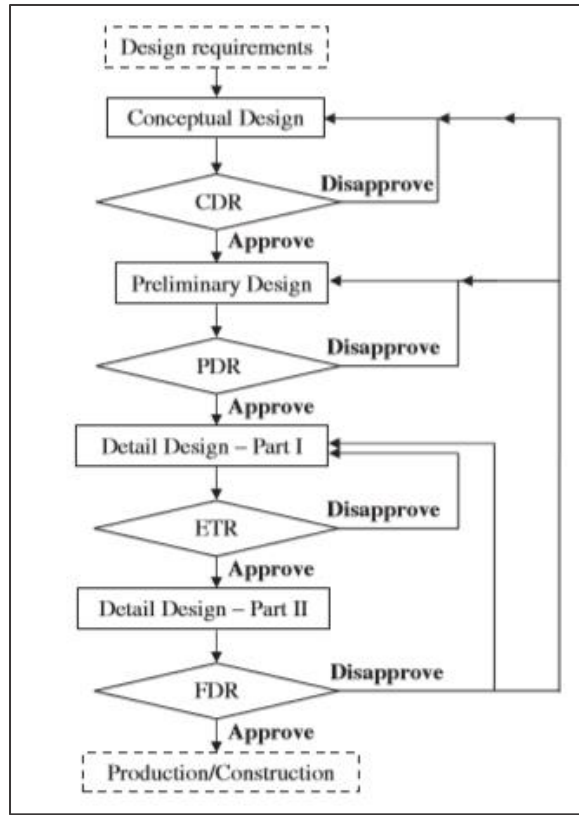 Design requirements
Conceptual Design
Disapprove
CDR
Approve
Preliminary Design
Disapprove
PDR
Approve
Detail Design – Part I
Disapprove
ETR
Approve
Detail Design – Part II
Disapprove
FDR
Approve
Production/Construction